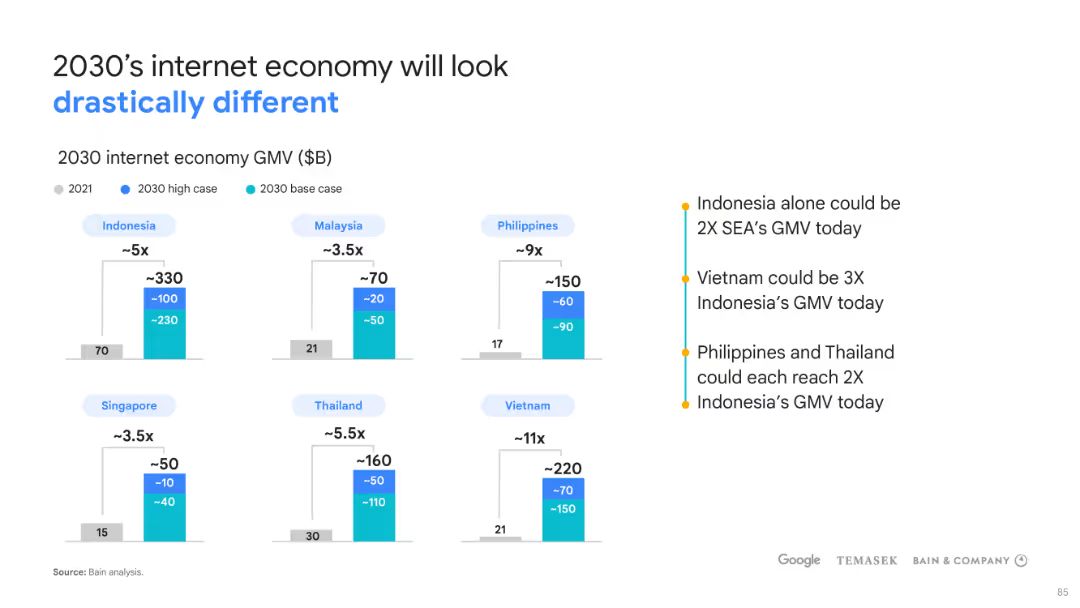 2030's internet economy will look
drastically different
2030 internet economy GMV ($B)
2021
2030 high case
2030 base case
Indonesia
~5x
~330
~100
~230
70
Malaysia
~3.5x
~70
~20
~50
21
Philippines
~9x
~150
~60
~90
17
Singapore
~3.5x
~50
~10
~40
15
Thailand
~5.5x
~160
~50
~110
30
Vietnam
~11x
~220
~70
~150
21
Indonesia alone could be
2X SEA's GMV today
Vietnam could be 3X
Indonesia's GMV today
Philippines and Thailand
could each reach 2X
Indonesia's GMV today
Source: Bain analysis.
Google
TEMASEK
BAIN & COMPANY
85